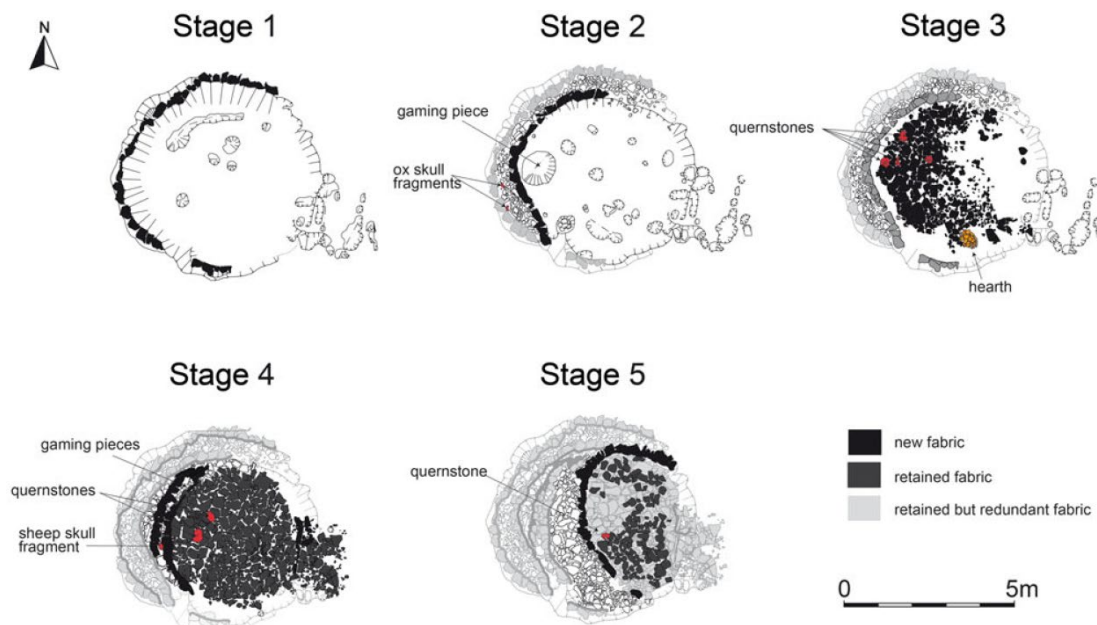 N
Stage 1
Stage 2
Stage 3
gaming piece
ox skull
fragments
quernstones
hearth
Stage 4
Stage 5
gaming pieces
quernstones
sheep skull
fragment
quernstone
new fabric
retained fabric
retained but redundant fabric
0
5m